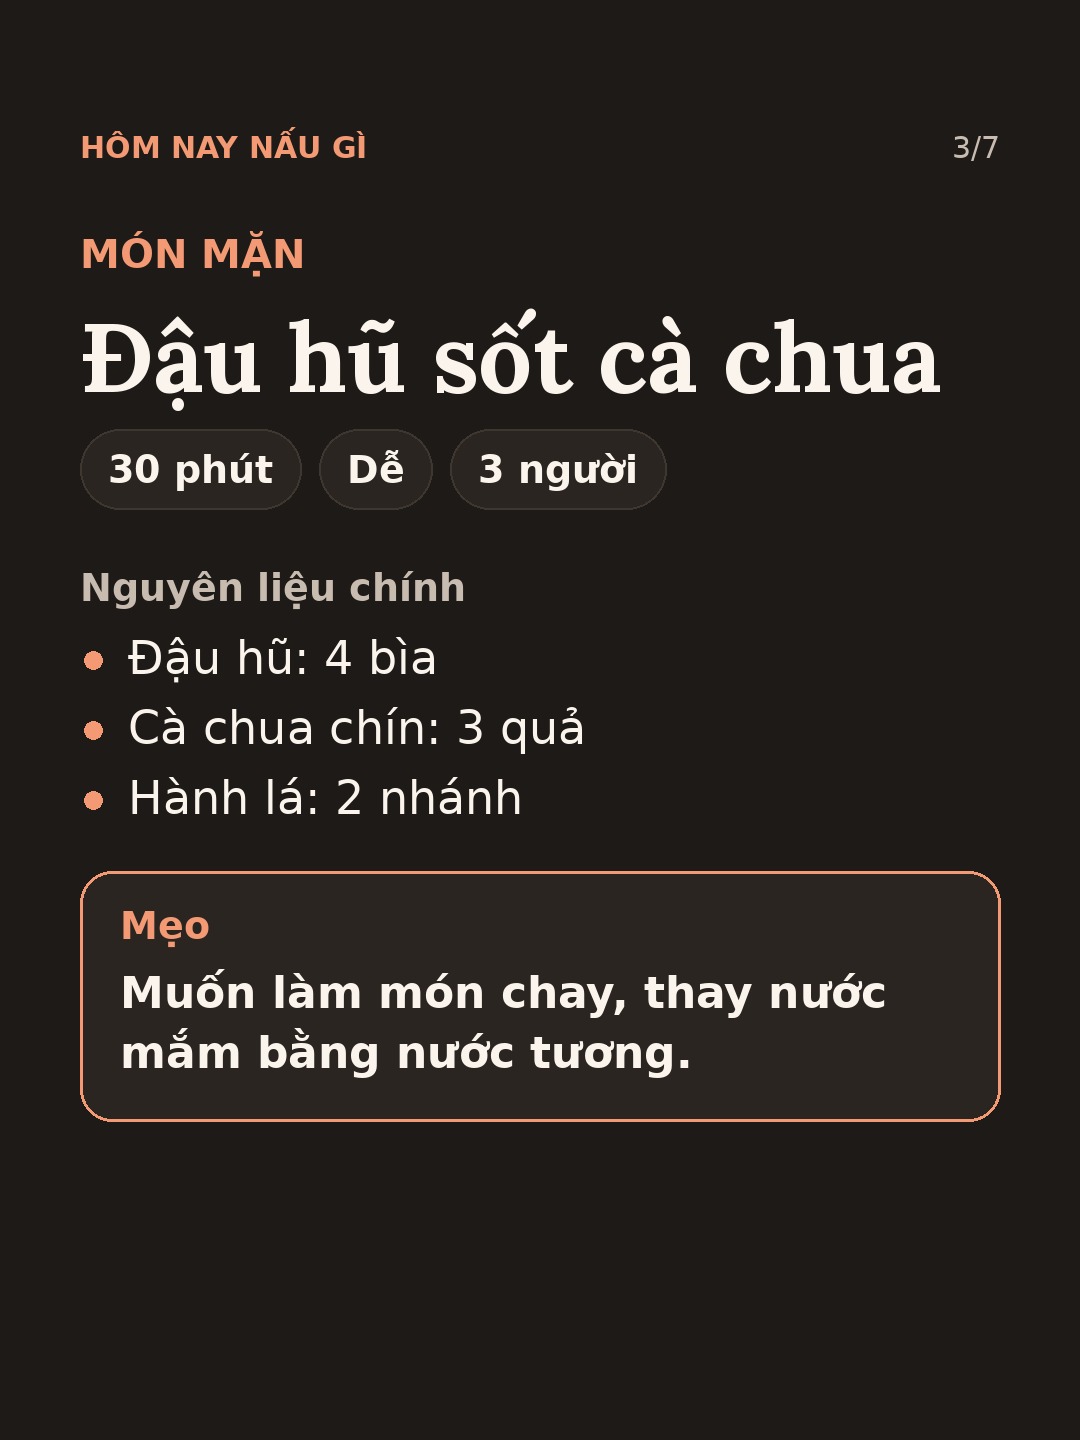 HÔM NAY NẤU GÌ
3/7
MÓN MẶN
Đậu hũ sốt cà chua
30 phút
Dễ
3 người
Nguyên liệu chính
Đậu hũ: 4 bìa
Cà chua chín: 3 quả
Hành lá: 2 nhánh
Mẹo
Muốn làm món chay, thay nước
mắm bằng nước tương.